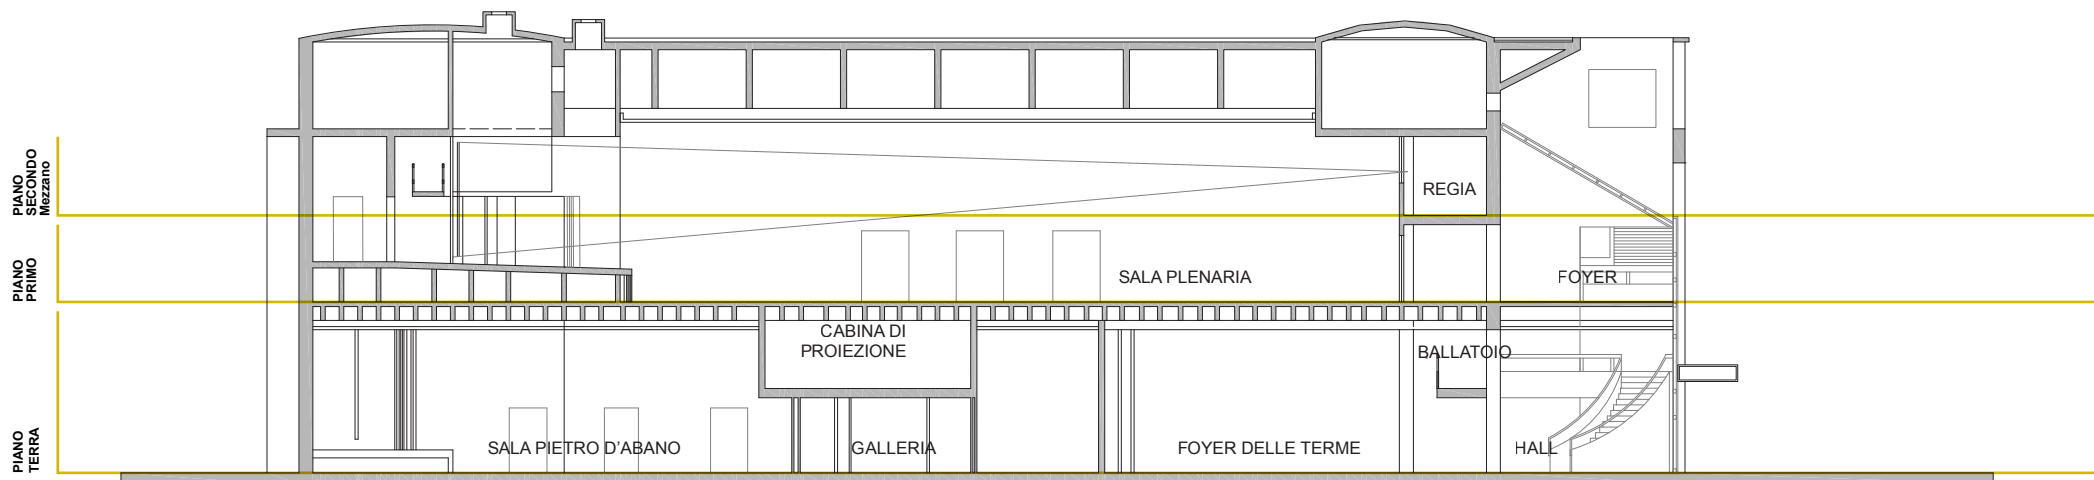 PIANO
SECONDO
Mezzano
REGIA
PIANO
PRIMO
SALA PLENARIA
FOYER
CABINA DI
PROIEZIONE
BALLATOIO
PIANO
TERRA
SALA PIETRO D'ABANO
GALLERIA
FOYER DELLE TERME
HALL